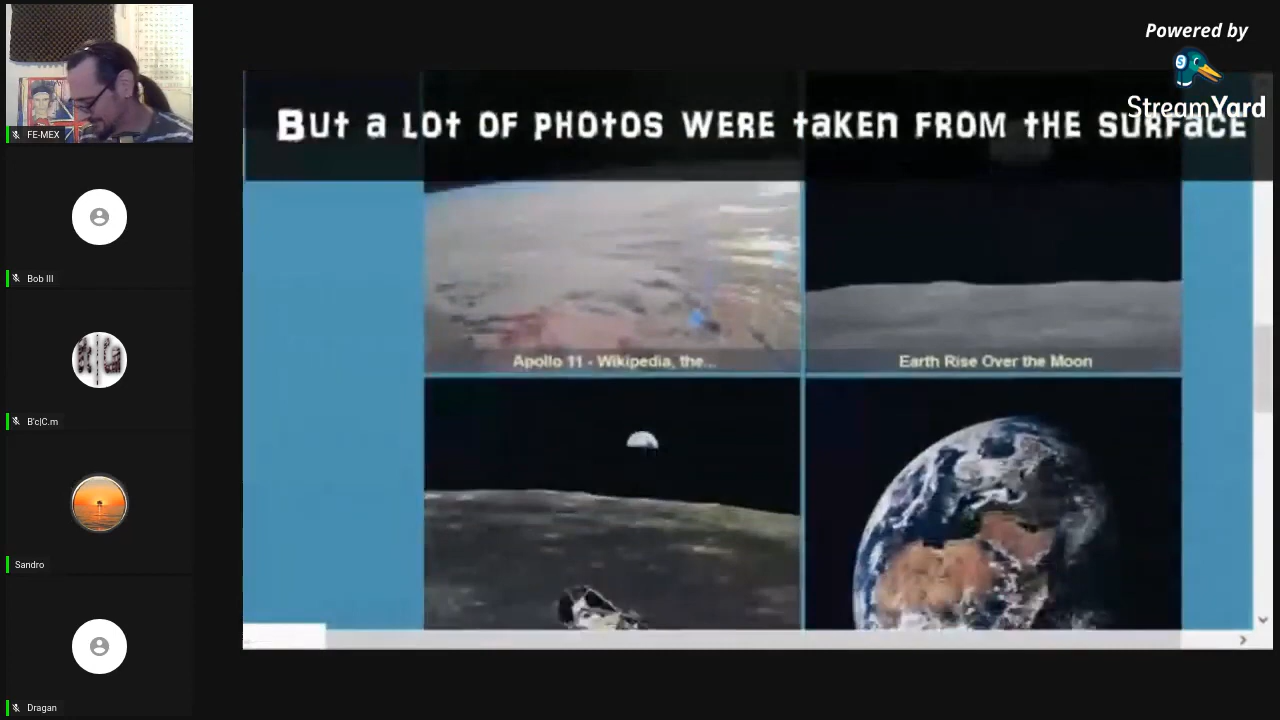 Powered by
StreamYard
But a lot of photos were taken from the surface
FE-MEX
Apollo 11 - Wikipedia, the...
Earth Rise Over the Moon
Bob III
B'c|C.m
Sandro
Dragan